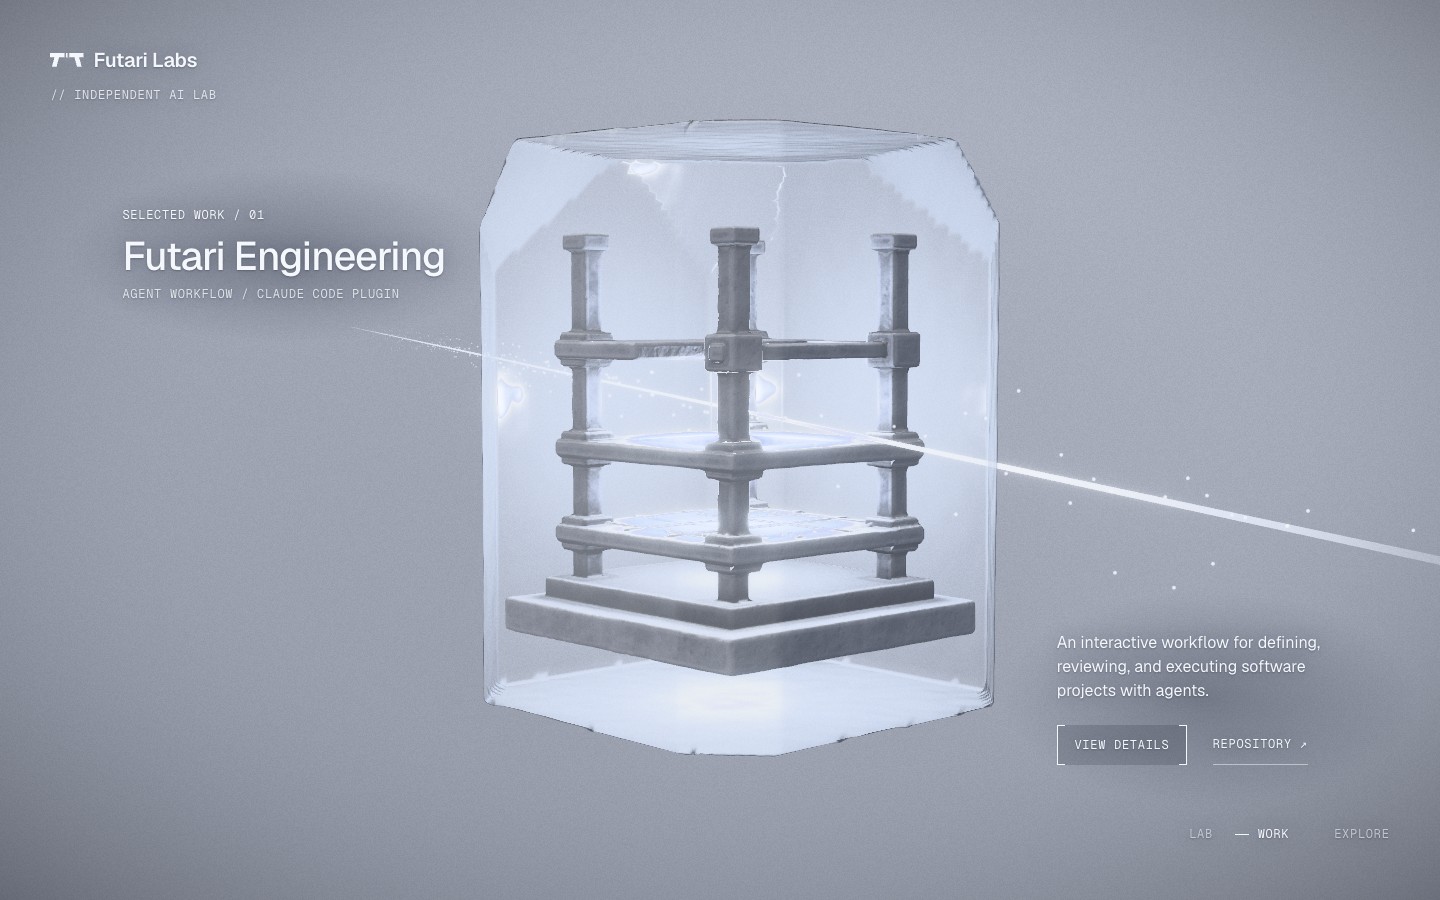 Futari Labs
// INDEPENDENT AI LAB
SELECTED WORK / 01
Futari Engineering
AGENT WORKFLOW / CLAUDE CODE PLUGIN
An interactive workflow for defining,
reviewing, and executing software
projects with agents.
VIEW DETAILS
REPOSITORY ↗
LAB — WORK EXPLORE